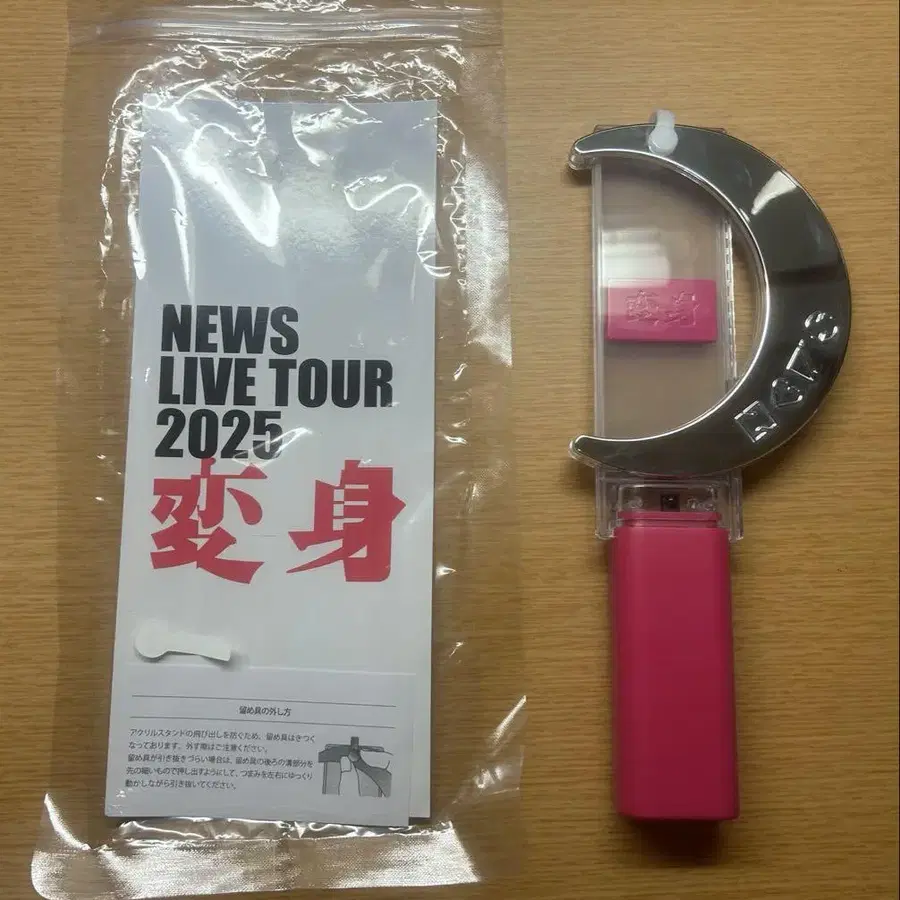 NEWS
LIVE TOUR
2025
変身
留め具の外し方
アクリルスタンドの飛び出しを防ぐため、留め具はきつく
なっております。外す際はご注意ください。
留め具が引き抜きづらい場合は、留め具の後ろの溝部分を
先の細いもので押し出すようにして、つまみを左右にゆっくり
動かしながら引き抜いてください。
変身
NEWS